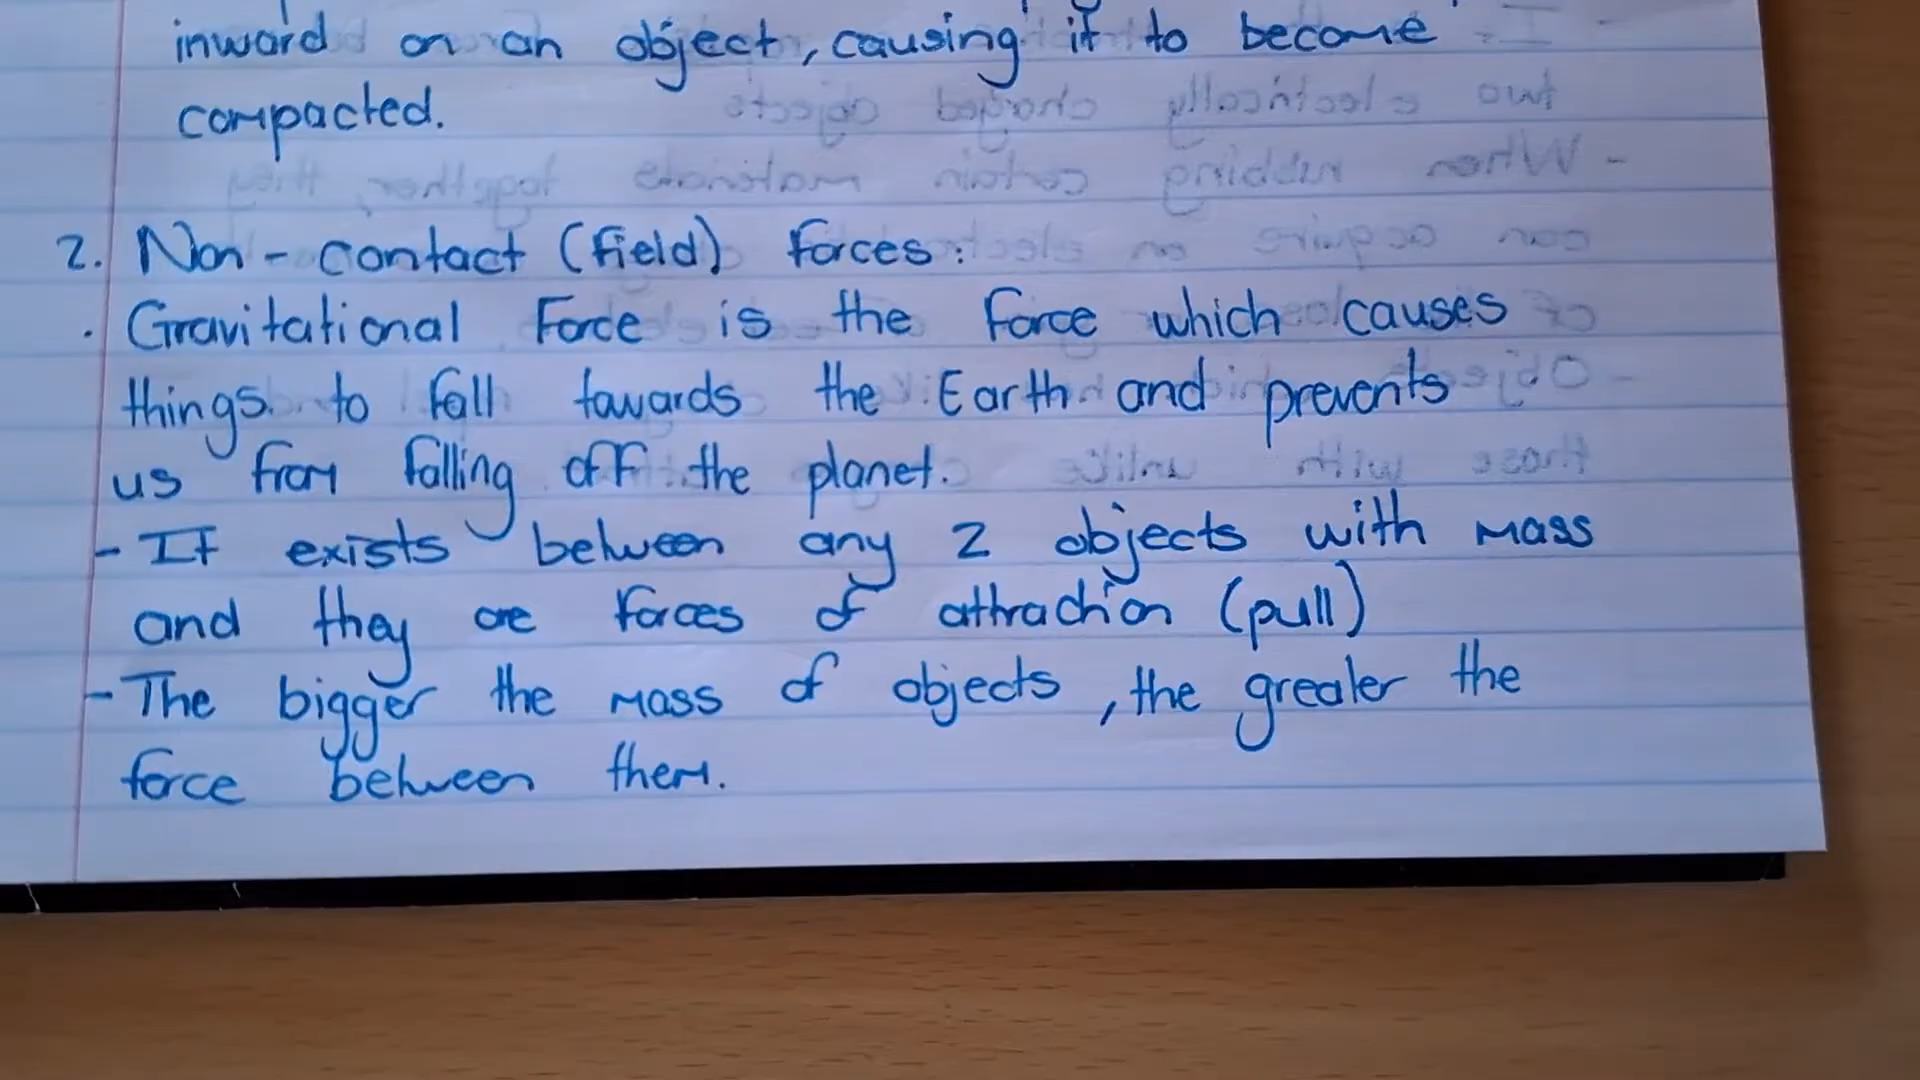 inward on an object, causing it to become
compacted.
2. Non-contact (field) forces:
. Gravitational Force is the force which causes
things to fall towards the Earth and prevents
us from falling off the planet.
- It exists between any 2 objects with mass
and they are forces of attraction (pull)
- The bigger the mass of objects, the greater the
force between them.